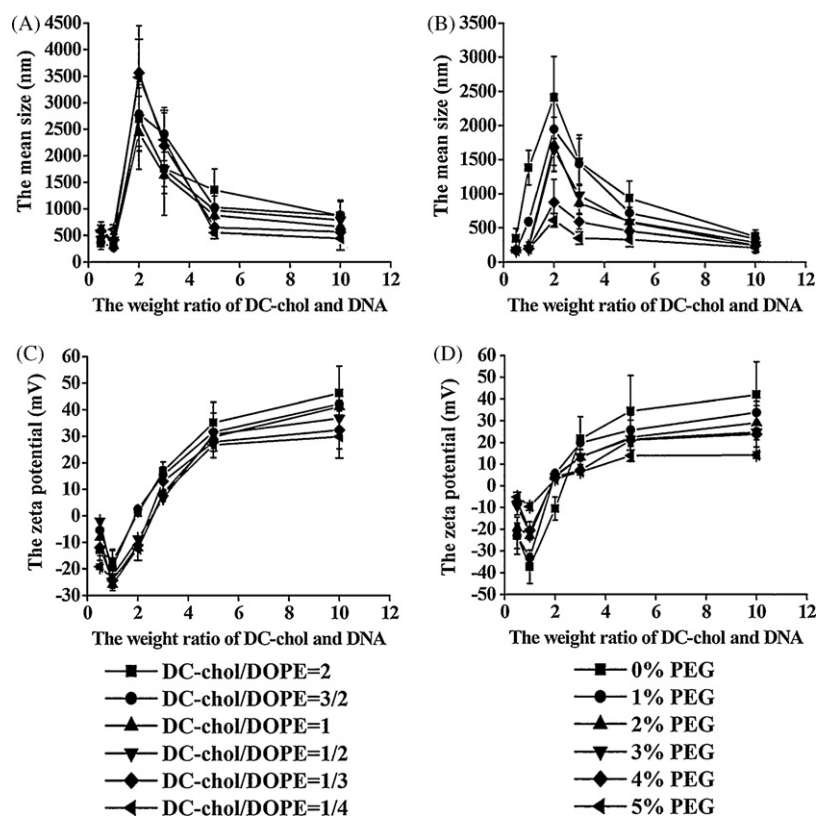 (A)
4500
4000
3500
3000
2500
2000
1500
1000
500
0
The mean size (nm)
0 2 4 6 8 10 12
The weight ratio of DC-chol and DNA
(B)
3500
3000
2500
2000
1500
1000
500
0
The mean size (nm)
0 2 4 6 8 10 12
The weight ratio of DC-chol and DNA
(C)
60
50
40
30
20
10
0
-10
-20
-30
The zeta potential (mV)
0 2 4 6 8 10 12
The weight ratio of DC-chol and DNA
(D)
60
50
40
30
20
10
0
-10
-20
-30
-40
-50
The zeta potential (mV)
0 2 4 6 8 10 12
The weight ratio of DC-chol and DNA
DC-chol/DOPE=2
DC-chol/DOPE=3/2
DC-chol/DOPE=1
DC-chol/DOPE=1/2
DC-chol/DOPE=1/3
DC-chol/DOPE=1/4
0% PEG
1% PEG
2% PEG
3% PEG
4% PEG
5% PEG